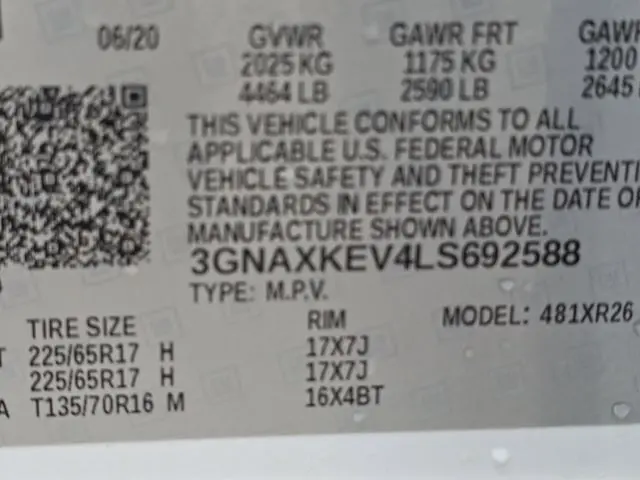 06/20 GVWR GAWR FRT GAWR
2025 KG 1175 KG 1200
4464 LB 2590 LB 2645
THIS VEHICLE CONFORMS TO ALL
APPLICABLE U.S. FEDERAL MOTOR
VEHICLE SAFETY AND THEFT PREVENTI
STANDARDS IN EFFECT ON THE DATE OF
MANUFACTURE SHOWN ABOVE.
3GNAXKEV4LS692588
TYPE: M.P.V.
TIRE SIZE RIM MODEL: 481XR26
T 225/65R17 H 17X7J
225/65R17 H 17X7J
A T135/70R16 M 16X4BT